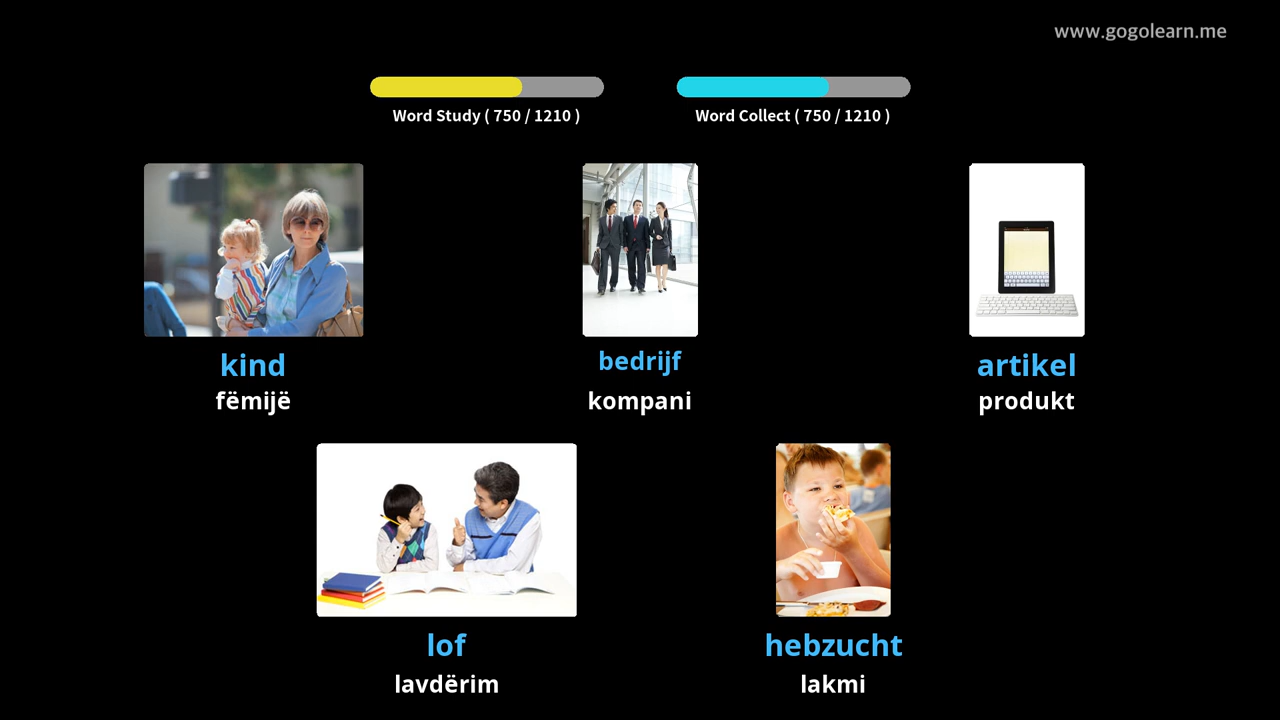 www.gogolearn.me
Word Study ( 750 / 1210 )
Word Collect ( 750 / 1210 )
kind
fëmijë
bedrijf
kompani
artikel
produkt
lof
lavdërim
hebzucht
lakmi